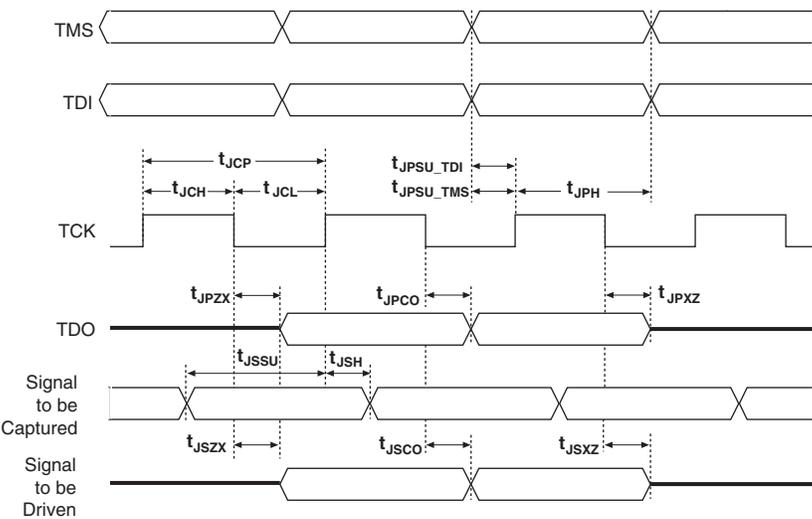 TMS
TDI
tJCP
tJCH
tJCL
tJPSU_TDI
tJPSU_TMS
tJPH
TCK
tJPZX
tJPCO
tJPXZ
TDO
tJSSU
tJSH
Signal
to be
Captured
tJSZX
tJSCO
tJSXZ
Signal
to be
Driven